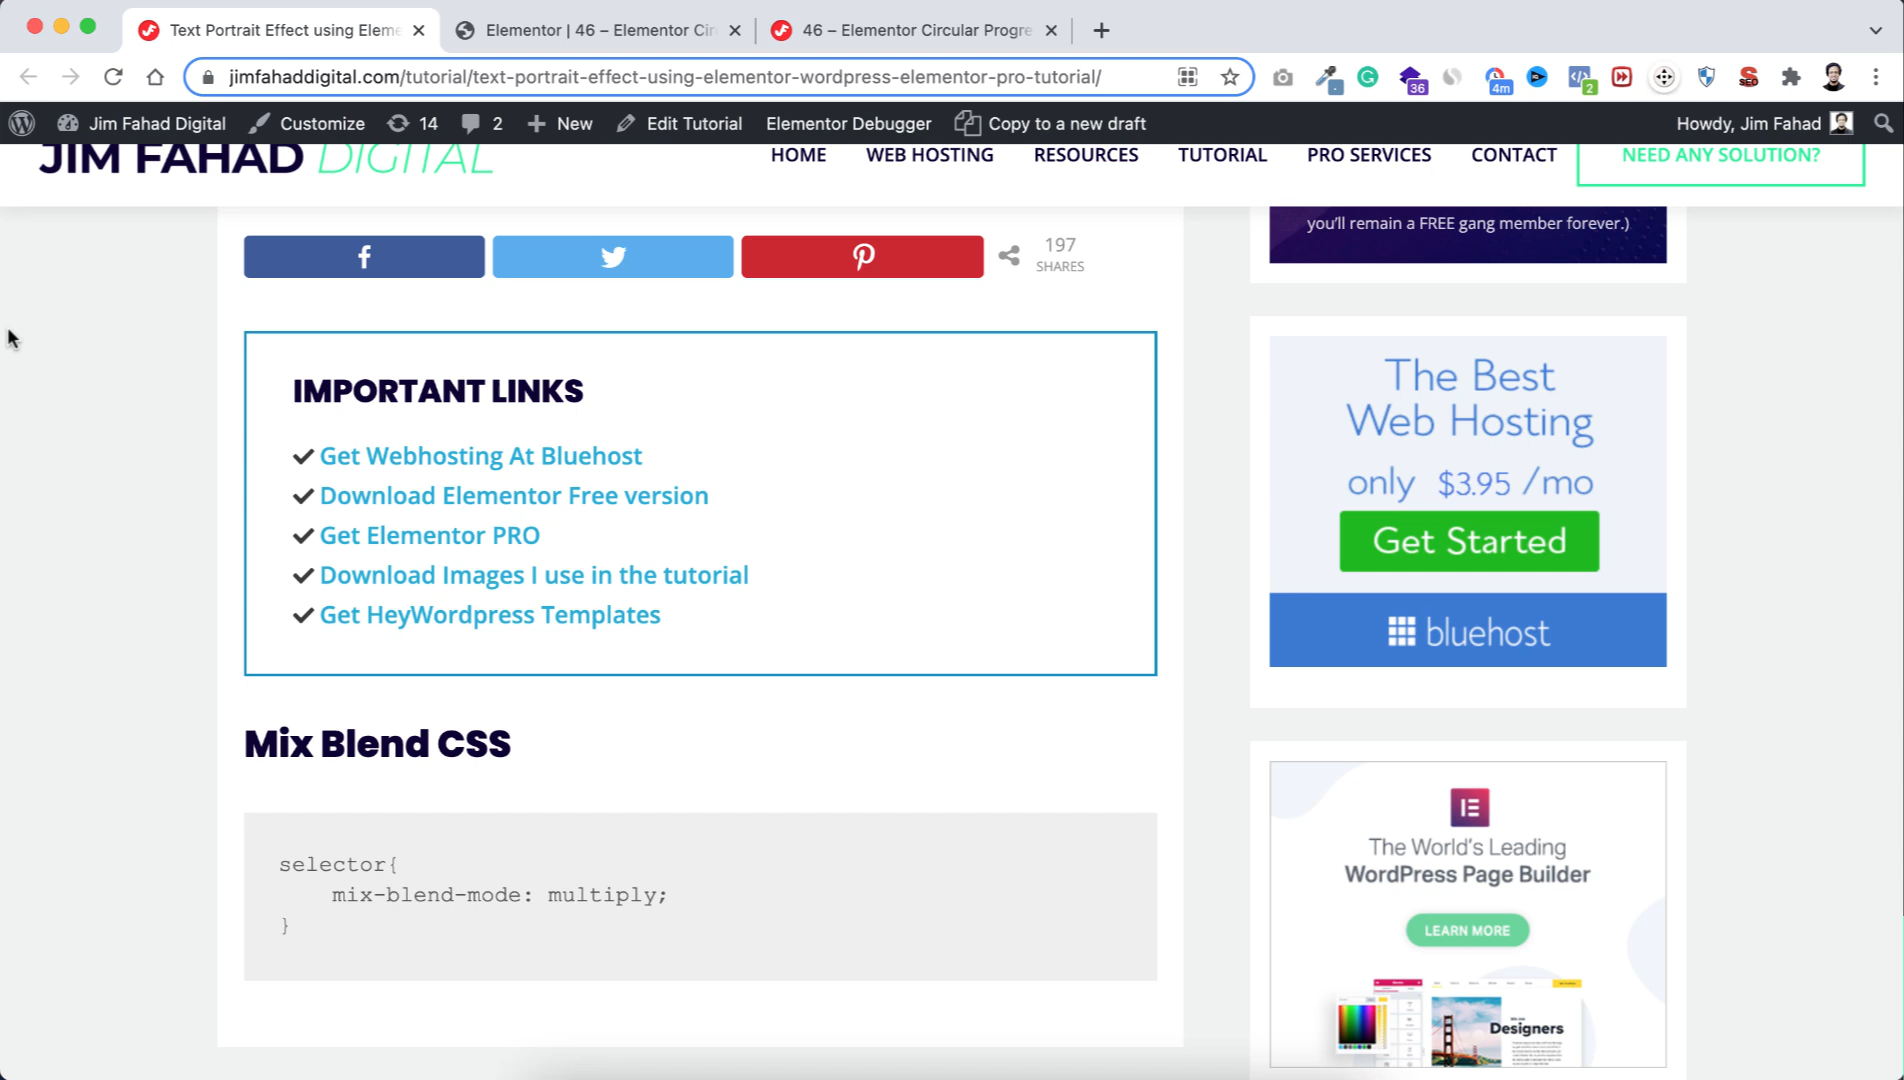 Text Portrait Effect using Eleme
Elementor | 46 – Elementor Cir
46 – Elementor Circular Progre
jimfahaddigital.com/tutorial/text-portrait-effect-using-elementor-wordpress-elementor-pro-tutorial/
36
4m
2
SEO
Jim Fahad Digital
Customize
14
2
New
Edit Tutorial
Elementor Debugger
Copy to a new draft
Howdy, Jim Fahad
JIM FAHAD DIGITAL
HOME
WEB HOSTING
RESOURCES
TUTORIAL
PRO SERVICES
CONTACT
NEED ANY SOLUTION?
you'll remain a FREE gang member forever.)
197
SHARES
IMPORTANT LINKS
Get Webhosting At Bluehost
Download Elementor Free version
Get Elementor PRO
Download Images I use in the tutorial
Get HeyWordpress Templates
Mix Blend CSS
selector{
mix-blend-mode: multiply;
}
The Best
Web Hosting
only $3.95 /mo
Get Started
bluehost
The World's Leading
WordPress Page Builder
LEARN MORE
Designers